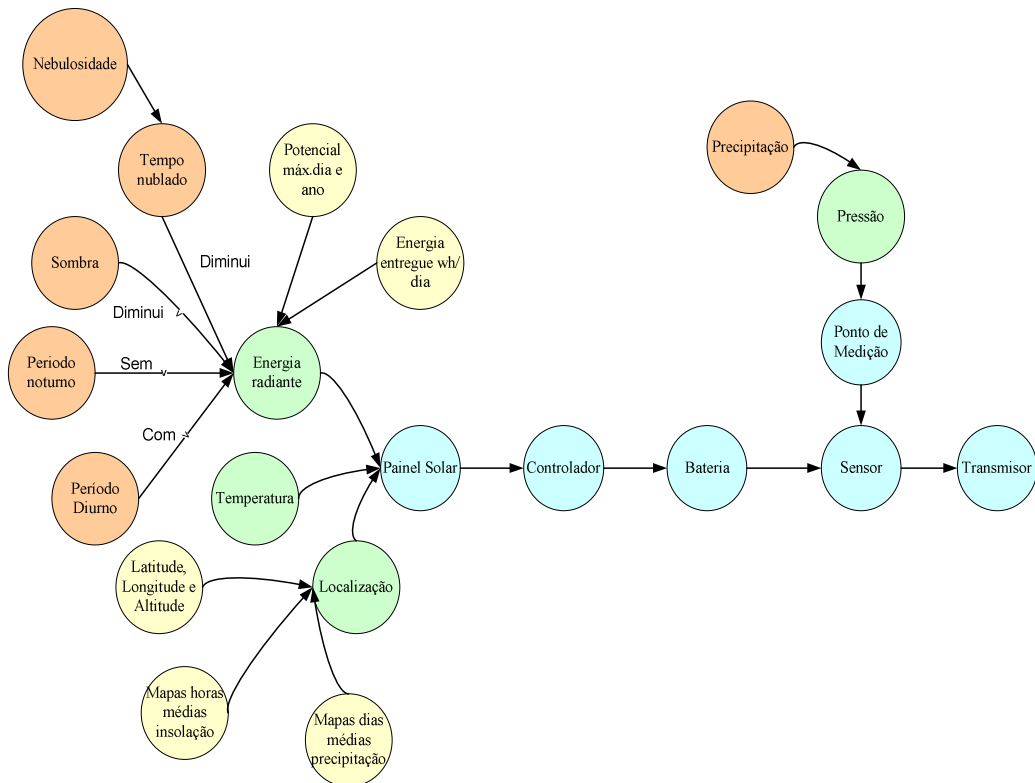 Nebulosidade
Tempo
nublado
Potencial
máx.dia e
ano
Precipitação
Pressão
Sombra
Diminui
Energia
entregue wh/
dia
Diminui
Periodo
noturno
Sem
Energia
radiante
Ponto de
Medição
Com
Período
Diurno
Temperatura
Painel Solar
Controlador
Bateria
Sensor
Transmisor
Latitude,
Longitude e
Altitude
Localização
Mapas horas
médias
insolação
Mapas dias
médias
precipitação